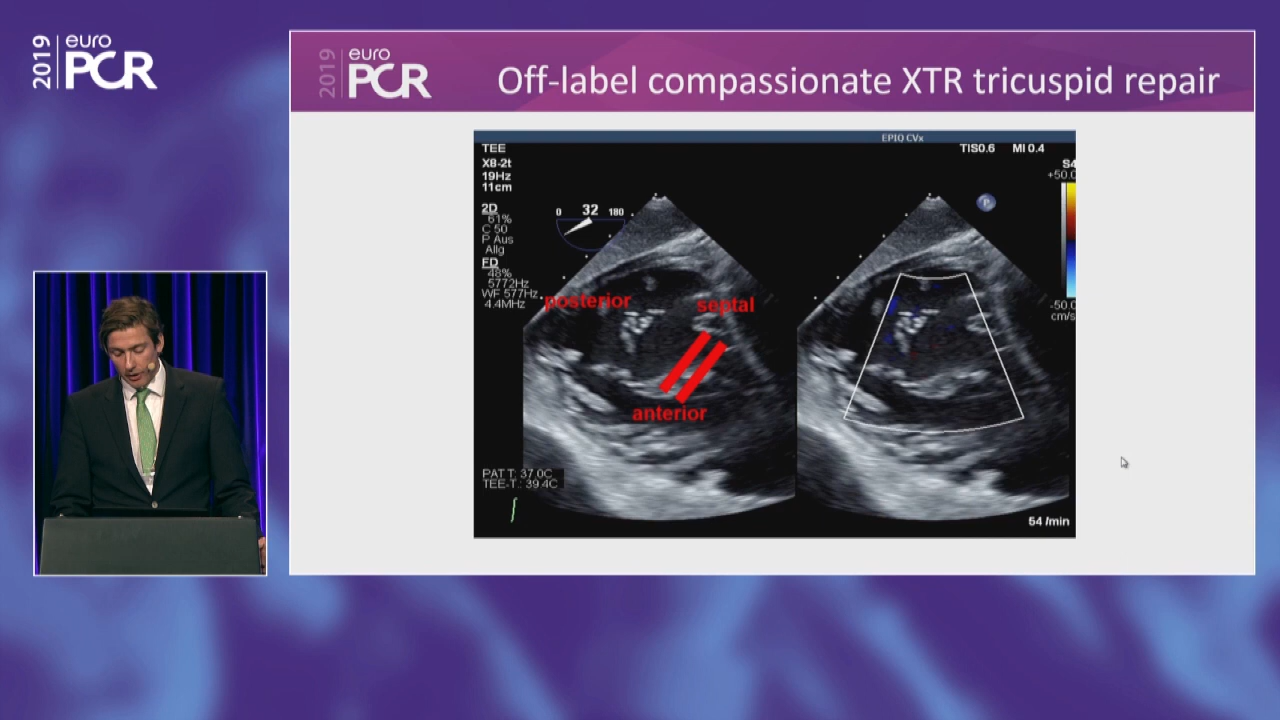 2019
euro
PCR
2019
euro
PCR
Off-label compassionate XTR tricuspid repair
EPIQ CVx
TEE
X8-2t
19Hz
11cm
TIS0.6 MI 0.4
S4
+50.0
2D
61%
C 50
P Aus
Allg
FD
48%
5772Hz
WF 577Hz
4.4MHz
0 32 180
P
posterior
septal
anterior
-50.0
cm/s
PAT T: 37.0C
TEE-T.: 39.4C
54 /min